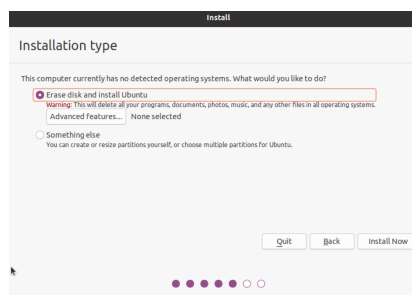 Install
Installation type
This computer currently has no detected operating systems. What would you like to do?
Erase disk and install Ubuntu
Warning: This will delete all your programs, documents, photos, music, and any other files in all operating systems.
Advanced features... None selected
Something else
You can create or resize partitions yourself, or choose multiple partitions for Ubuntu.
Quit Back Install Now